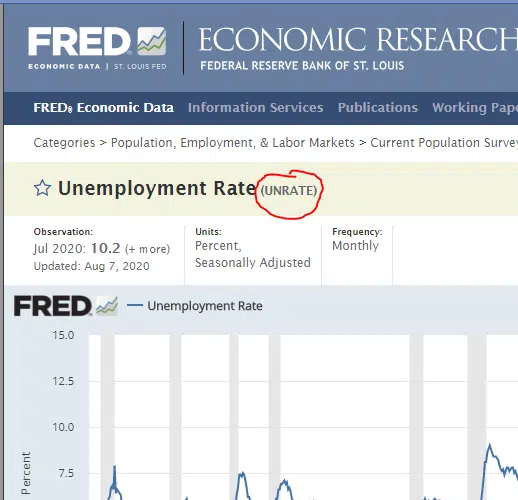 FRED
ECONOMIC DATA | ST. LOUIS FED
ECONOMIC RESEARCH
FEDERAL RESERVE BANK OF ST. LOUIS
FRED® Economic Data Information Services Publications Working Pape
Categories > Population, Employment, & Labor Markets > Current Population Survey
Unemployment Rate (UNRATE)
Observation:
Jul 2020: 10.2 (+ more)
Updated: Aug 7, 2020
Units:
Percent,
Seasonally Adjusted
Frequency:
Monthly
FRED
Unemployment Rate
15.0
12.5
10.0
7.5
Percent